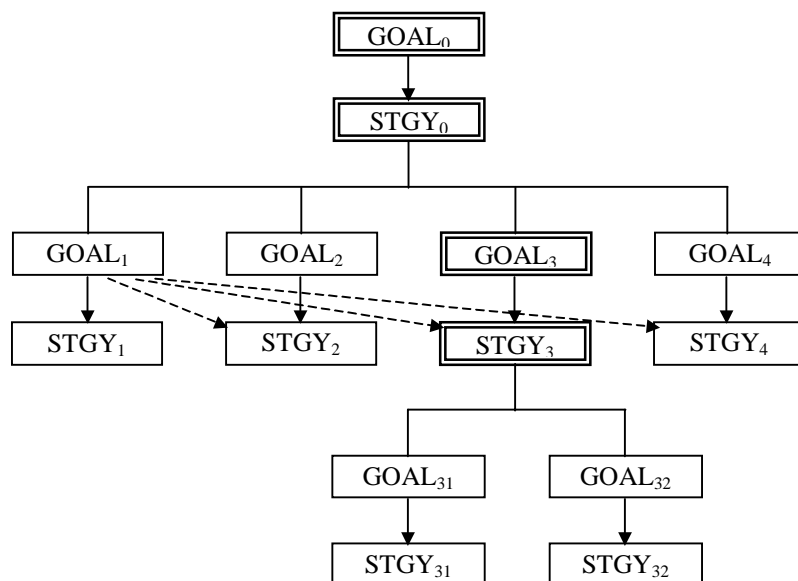 GOAL₀
STGY₀
GOAL₁ GOAL₂ GOAL₃ GOAL₄
STGY₁ STGY₂ STGY₃ STGY₄
GOAL₃₁ GOAL₃₂
STGY₃₁ STGY₃₂